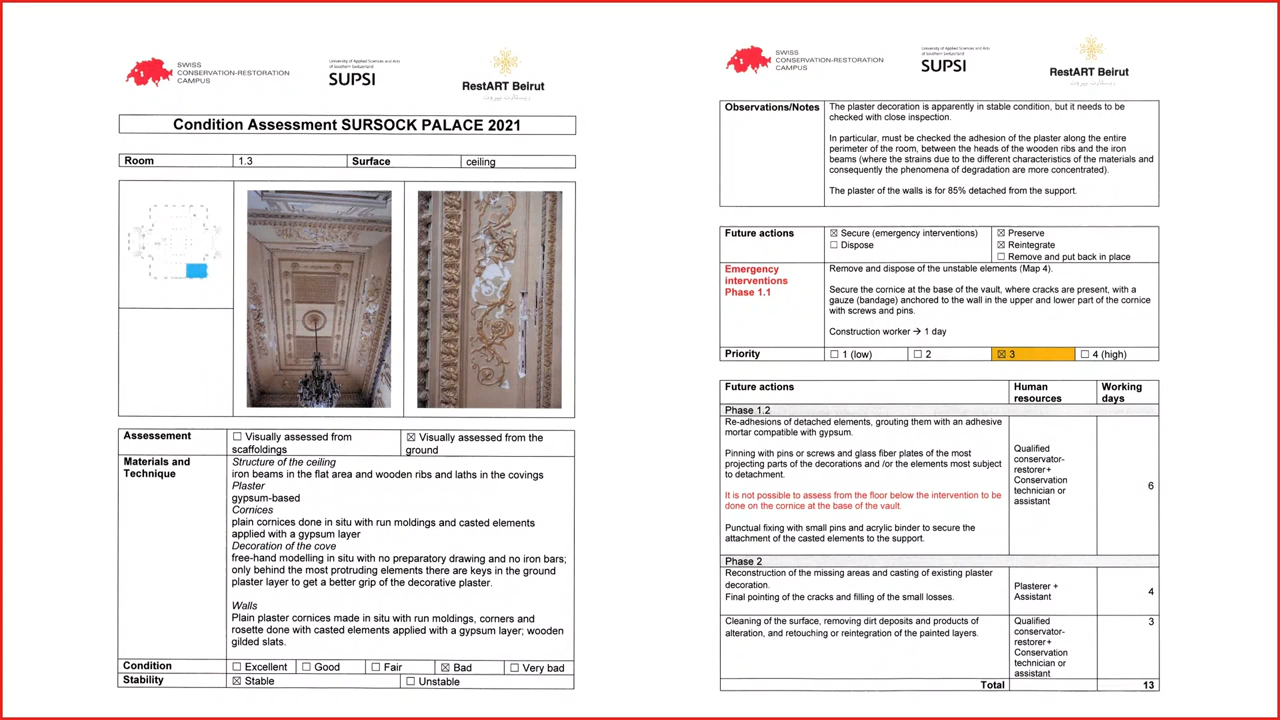 SWISS
CONSERVATION-RESTORATION
CAMPUS
University of Applied Sciences and Arts
of Southern Switzerland
SUPSI
RestART Beirut
ريستارت بيروت
Condition Assessment SURSOCK PALACE 2021
Room 1.3 Surface ceiling
Assessement ☐ Visually assessed from ☒ Visually assessed from the
scaffoldings ground
Materials and Technique
Structure of the ceiling
iron beams in the flat area and wooden ribs and laths in the covings
Plaster
gypsum-based
Cornices
plain cornices done in situ with run moldings and casted elements
applied with a gypsum layer
Decoration of the cove
free-hand modelling in situ with no preparatory drawing and no iron bars;
only behind the most protruding elements there are keys in the ground
plaster layer to get a better grip of the decorative plaster.
Walls
Plain plaster cornices made in situ with run moldings, corners and
rosette done with casted elements applied with a gypsum layer; wooden
gilded slats.
Condition ☐ Excellent ☐ Good ☐ Fair ☒ Bad ☐ Very bad
Stability ☒ Stable ☐ Unstable
SWISS
CONSERVATION-RESTORATION
CAMPUS
University of Applied Sciences and Arts
of Southern Switzerland
SUPSI
RestART Beirut
ريستارت بيروت
Observations/Notes
The plaster decoration is apparently in stable condition, but it needs to be
checked with close inspection.
In particular, must be checked the adhesion of the plaster along the entire
perimeter of the room, between the heads of the wooden ribs and the iron
beams (where the strains due to the different characteristics of the materials and
consequently the phenomena of degradation are more concentrated).
The plaster of the walls is for 85% detached from the support.
Future actions ☒ Secure (emergency interventions) ☒ Preserve
☐ Dispose ☒ Reintegrate
☐ Remove and put back in place
Emergency
interventions
Phase 1.1
Remove and dispose of the unstable elements (Map 4).
Secure the cornice at the base of the vault, where cracks are present, with a
gauze (bandage) anchored to the wall in the upper and lower part of the cornice
with screws and pins.
Construction worker → 1 day
Priority ☐ 1 (low) ☐ 2 ☒ 3 ☐ 4 (high)
Future actions Human Working
resources days
Phase 1.2
Re-adhesions of detached elements, grouting them with an adhesive
mortar compatible with gypsum.
Pinning with pins or screws and glass fiber plates of the most
projecting parts of the decorations and /or the elements most subject
to detachment.
It is not possible to assess from the floor below the intervention to be
done on the cornice at the base of the vault.
Punctual fixing with small pins and acrylic binder to secure the
attachment of the casted elements to the support.
Qualified
conservator-
restorer+
Conservation
technician or
assistant
6
Phase 2
Reconstruction of the missing areas and casting of existing plaster
decoration.
Final pointing of the cracks and filling of the small losses.
Plasterer +
Assistant
4
Cleaning of the surface, removing dirt deposits and products of
alteration, and retouching or reintegration of the painted layers.
Qualified
conservator-
restorer+
Conservation
technician or
assistant
3
Total 13